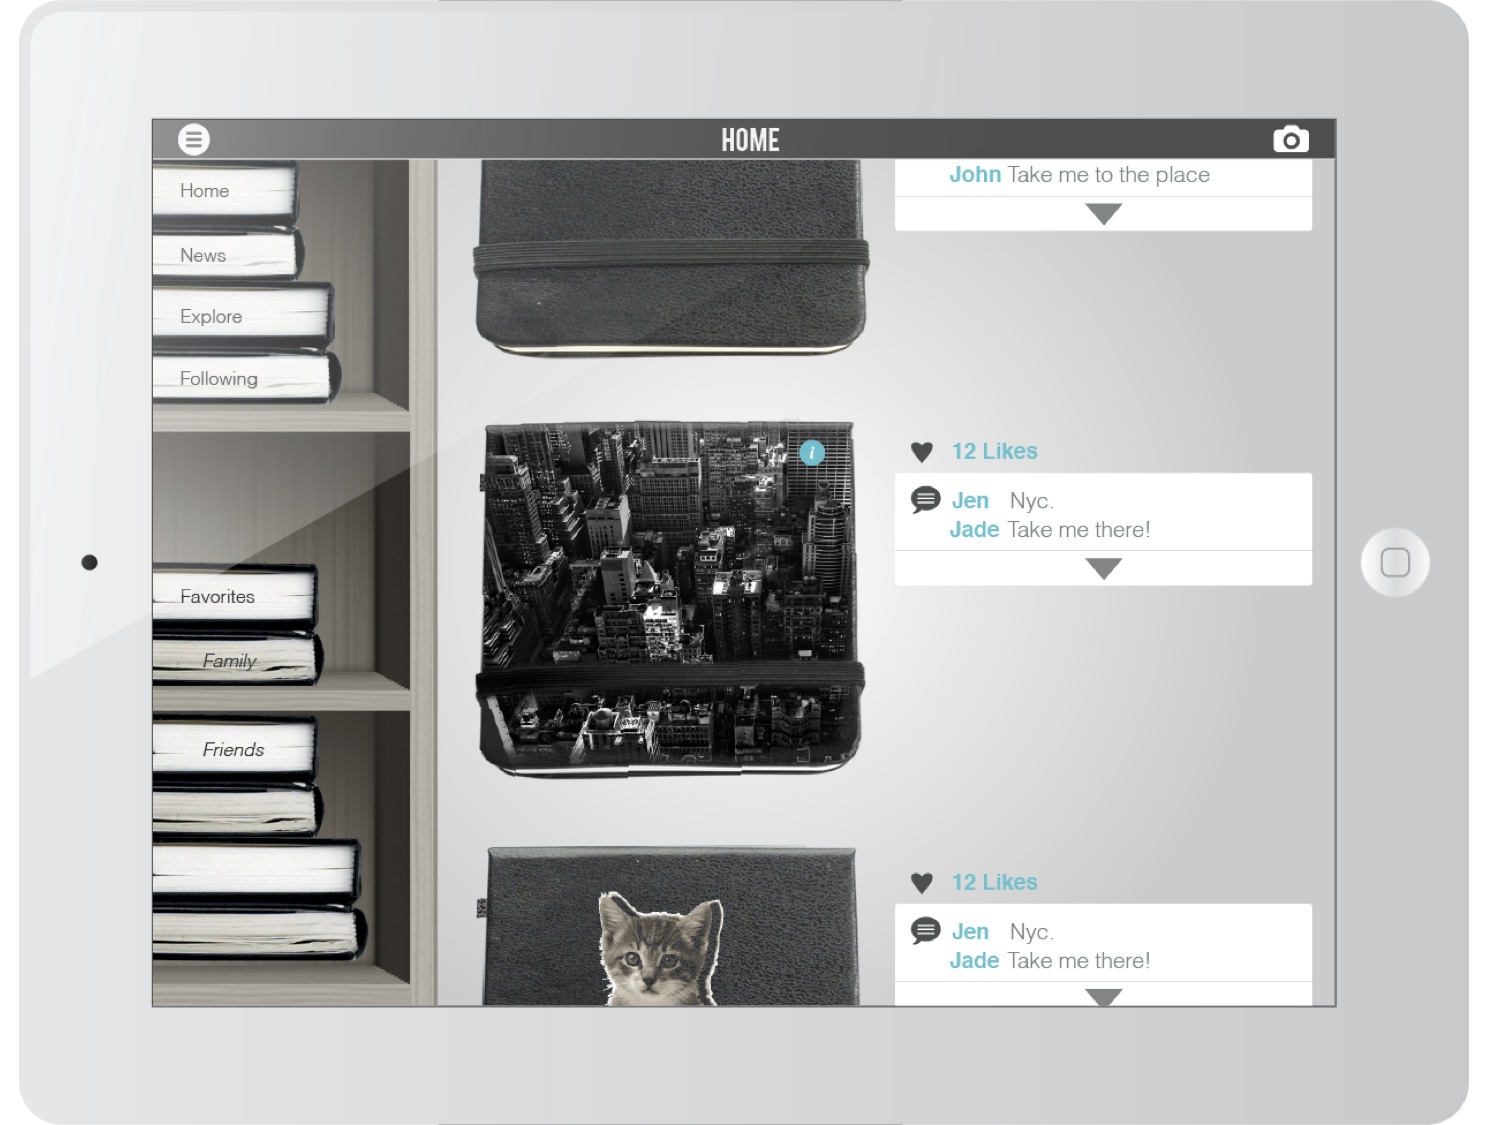 HOME
Home
News
Explore
Following
Favorites
Family
Friends
John Take me to the place
i
12 Likes
Jen Nyc.
Jade Take me there!
12 Likes
Jen Nyc.
Jade Take me there!